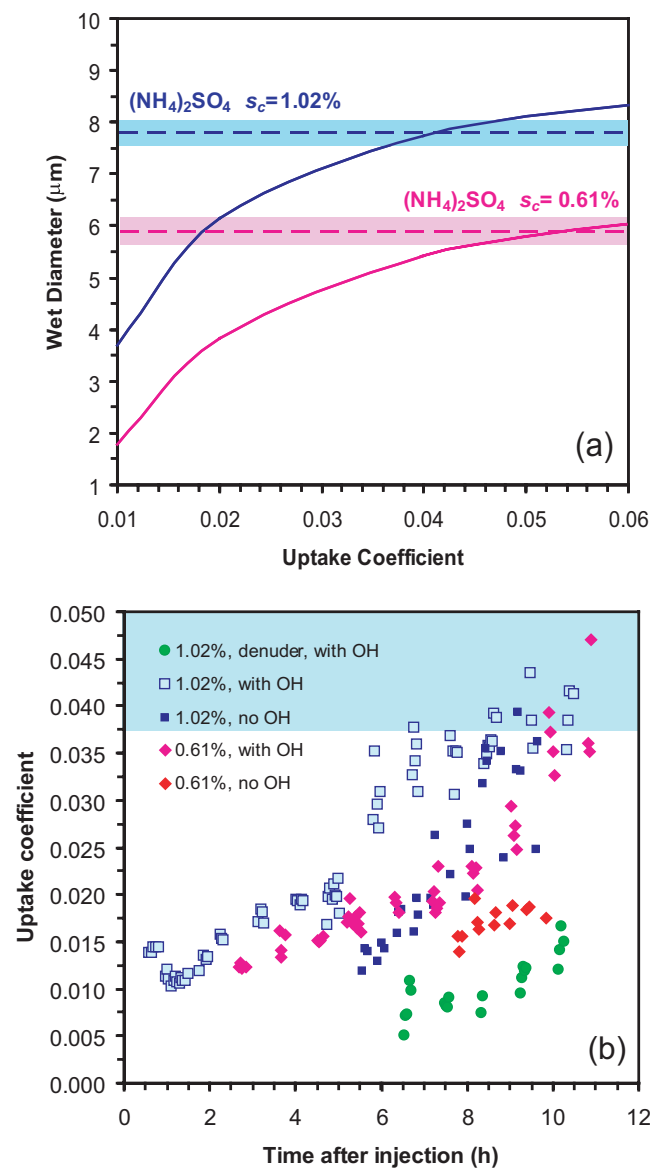 10
9
8
7
6
5
4
3
2
1
Wet Diameter (μm)
(NH4)2SO4 sc=1.02%
(NH4)2SO4 sc= 0.61%
(a)
0.01 0.02 0.03 0.04 0.05 0.06
Uptake Coefficient
0.050
0.045
0.040
0.035
0.030
0.025
0.020
0.015
0.010
0.005
0.000
Uptake coefficient
1.02%, denuder, with OH
1.02%, with OH
1.02%, no OH
0.61%, with OH
0.61%, no OH
(b)
0 2 4 6 8 10 12
Time after injection (h)